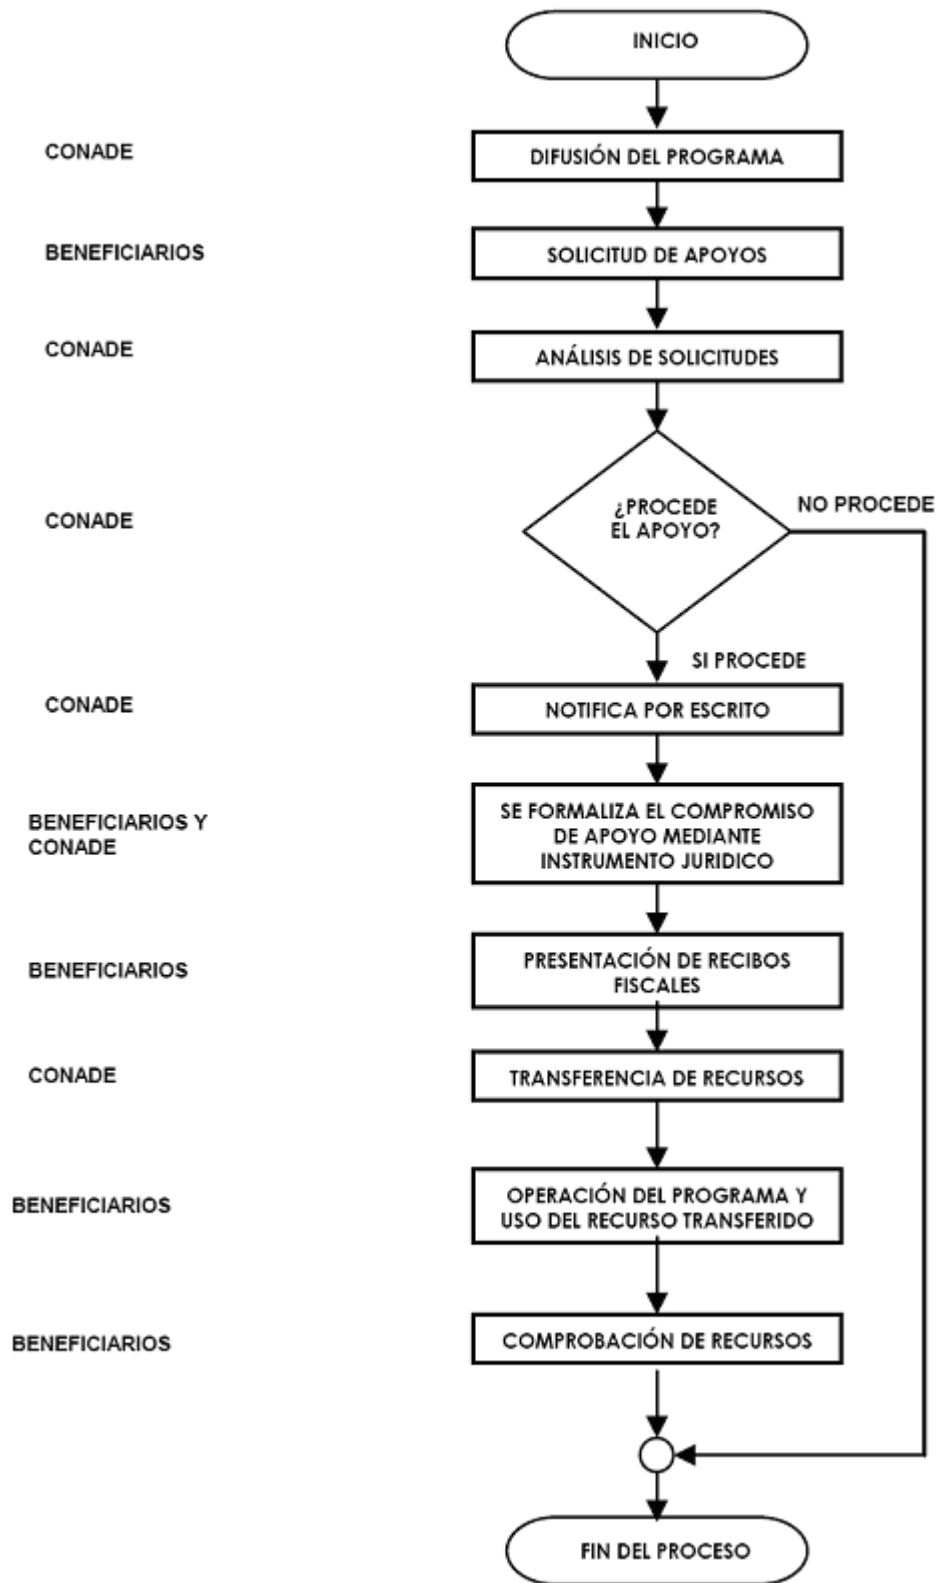 INICIO
CONADE
DIFUSIÓN DEL PROGRAMA
BENEFICIARIOS
SOLICITUD DE APOYOS
CONADE
ANÁLISIS DE SOLICITUDES
CONADE
¿PROCEDE
EL APOYO?
NO PROCEDE
SI PROCEDE
CONADE
NOTIFICA POR ESCRITO
BENEFICIARIOS Y
CONADE
SE FORMALIZA EL COMPROMISO
DE APOYO MEDIANTE
INSTRUMENTO JURIDICO
BENEFICIARIOS
PRESENTACIÓN DE RECIBOS
FISCALES
CONADE
TRANSFERENCIA DE RECURSOS
BENEFICIARIOS
OPERACIÓN DEL PROGRAMA Y
USO DEL RECURSO TRANSFERIDO
BENEFICIARIOS
COMPROBACIÓN DE RECURSOS
FIN DEL PROCESO